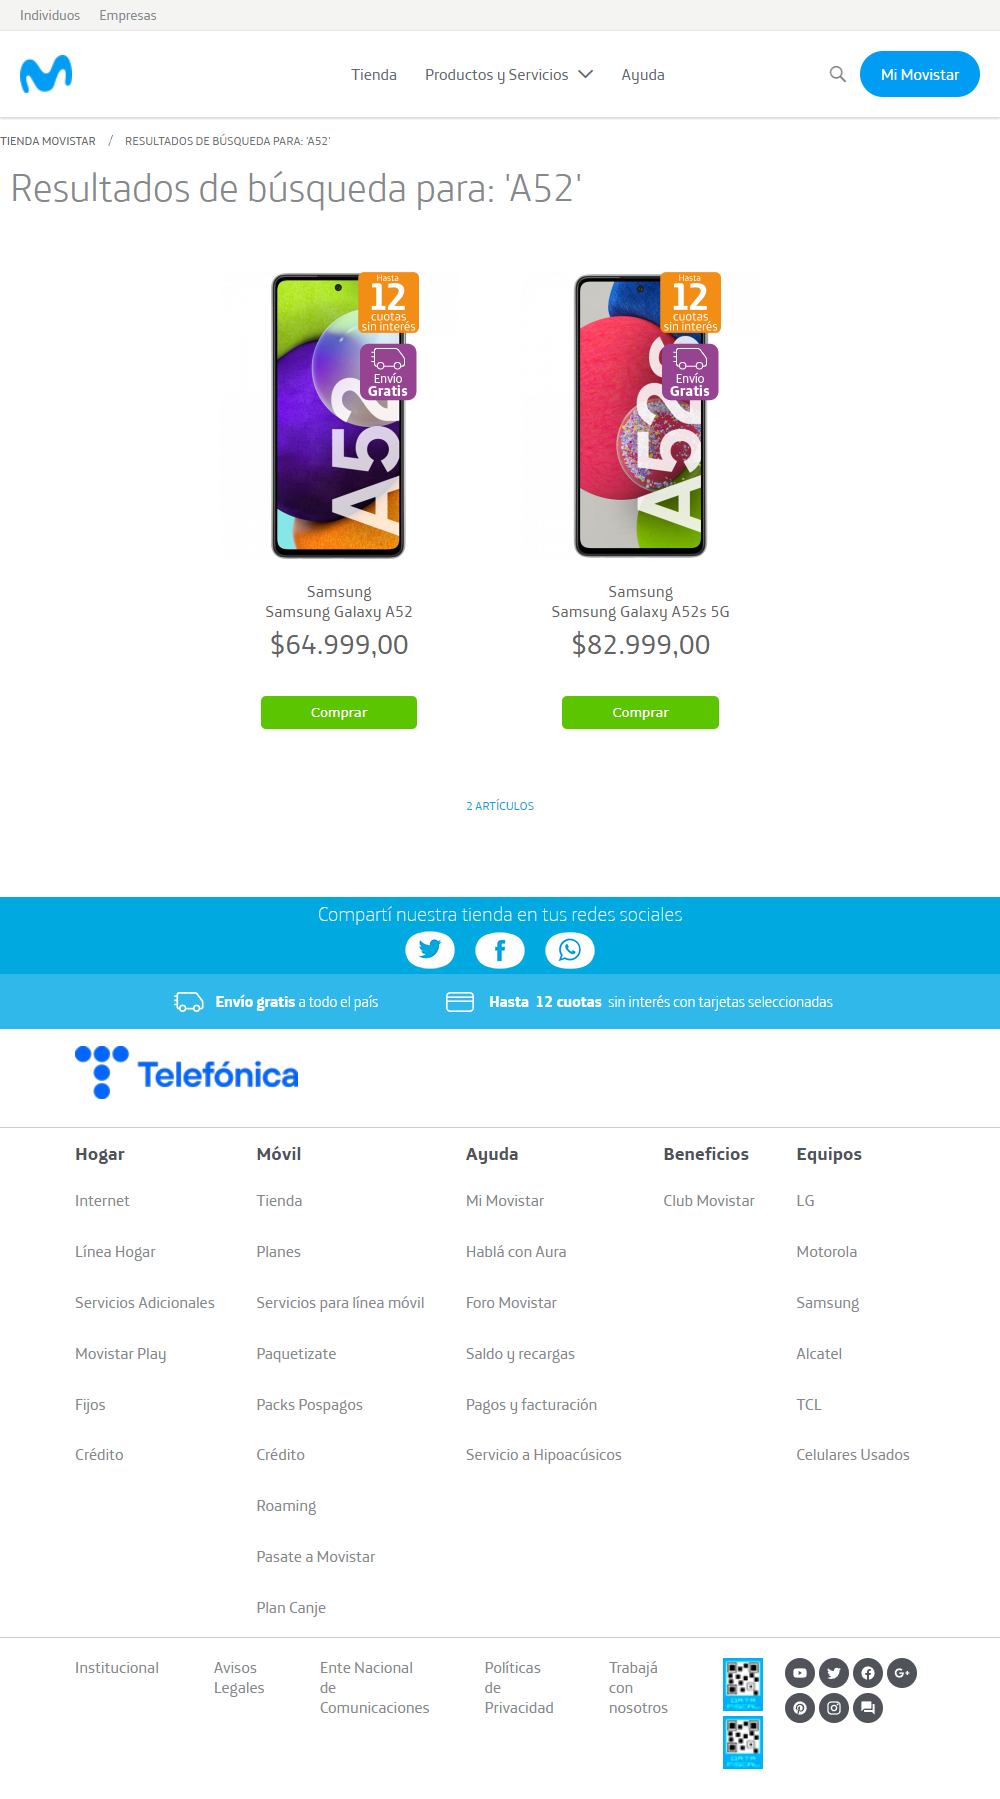 Individuos Empresas
Tienda Productos y Servicios Ayuda Mi Movistar
TIENDA MOVISTAR / RESULTADOS DE BÚSQUEDA PARA: 'A52'
Resultados de búsqueda para: 'A52'
Hasta
12
cuotas
sin interés
Envío
Gratis
A52
Hasta
12
cuotas
sin interés
Envío
Gratis
A52s
Samsung
Samsung Galaxy A52
$64.999,00
Comprar
Samsung
Samsung Galaxy A52s 5G
$82.999,00
Comprar
2 ARTÍCULOS
Compartí nuestra tienda en tus redes sociales
Envío gratis a todo el país
Hasta 12 cuotas sin interés con tarjetas seleccionadas
Telefónica
Hogar
Internet
Línea Hogar
Servicios Adicionales
Movistar Play
Fijos
Crédito
Móvil
Tienda
Planes
Servicios para línea móvil
Paquetizate
Packs Pospagos
Crédito
Roaming
Pasate a Movistar
Plan Canje
Ayuda
Mi Movistar
Hablá con Aura
Foro Movistar
Saldo y recargas
Pagos y facturación
Servicio a Hipoacúsicos
Beneficios
Club Movistar
Equipos
LG
Motorola
Samsung
Alcatel
TCL
Celulares Usados
Institucional
Avisos
Legales
Ente Nacional
de
Comunicaciones
Políticas
de
Privacidad
Trabajá
con
nosotros
DATA
FISCAL
DATA
FISCAL